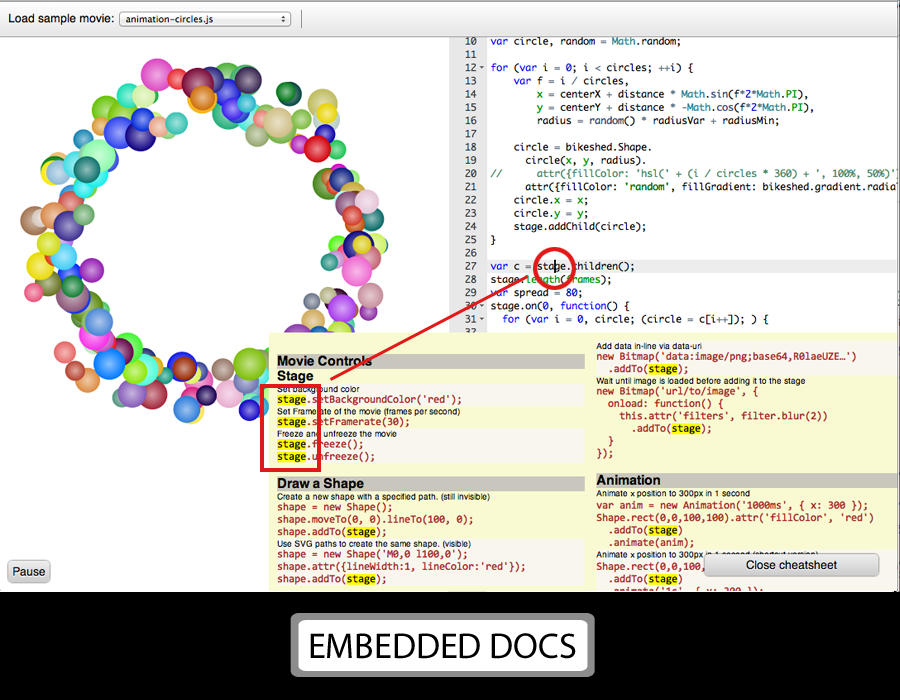 Load sample movie: animation-circles.js
10 var circle, random = Math.random;
11
12 for (var i = 0; i < circles; ++i) {
13 var f = i / circles,
14 x = centerX + distance * Math.sin(f*2*Math.PI),
15 y = centerY + distance * -Math.cos(f*2*Math.PI),
16 radius = random() * radiusVar + radiusMin;
17
18 circle = bikeshed.Shape.
19 circle(x, y, radius).
20 // attr({fillColor: 'hsl(' + (i / circles * 360) + ', 100%, 50%)'
21 attr({fillColor: 'random', fillGradient: bikeshed.gradient.radia
22 circle.x = x;
23 circle.y = y;
24 stage.addChild(circle);
25 }
26
27 var c = stage.children();
28 stage.length(frames);
29 var spread = 80;
30 stage.on(0, function() {
31 for (var i = 0, circle; (circle = c[i++]); ) {
32
Movie Controls
Stage
Set background color
stage.setBackgroundColor('red');
Set Framerate of the movie (frames per second)
stage.setFramerate(30);
Freeze and unfreeze the movie
stage.freeze();
stage.unfreeze();
Draw a Shape
Create a new shape with a specified path. (still invisible)
shape = new Shape();
shape.moveTo(0, 0).lineTo(100, 0);
shape.addTo(stage);
Use SVG paths to create the same shape. (visible)
shape = new Shape('M0,0 l100,0');
shape.attr({lineWidth:1, lineColor:'red'});
shape.addTo(stage);
Add data in-line via data-uri
new Bitmap('data:image/png;base64,R0laeUZE…')
.addTo(stage);
Wait until image is loaded before adding it to the stage
new Bitmap('url/to/image', {
onload: function() {
this.attr('filters', filter.blur(2))
.addTo(stage);
}
});
Animation
Animate x position to 300px in 1 second
var anim = new Animation('1000ms', { x: 300 });
Shape.rect(0,0,100,100).attr('fillColor', 'red')
.addTo(stage)
.animate(anim);
Animate x position to 300px in 1 second (shortcut version)
Shape.rect(0,0,100,
.addTo(stage)
.animate('1s', { x: 300 });
Close cheatsheet
Pause
EMBEDDED DOCS